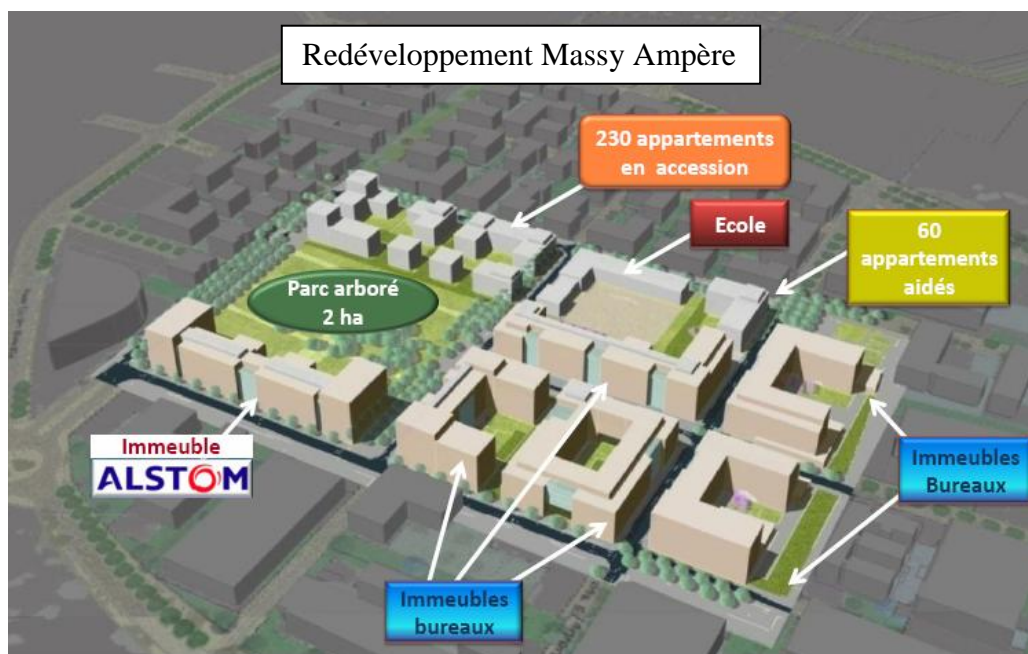 Redéveloppement Massy Ampère
230 appartements
en accession
Ecole
60
appartements
aidés
Parc arboré
2 ha
Immeuble
ALSTOM
Immeubles
Bureaux
Immeubles
bureaux